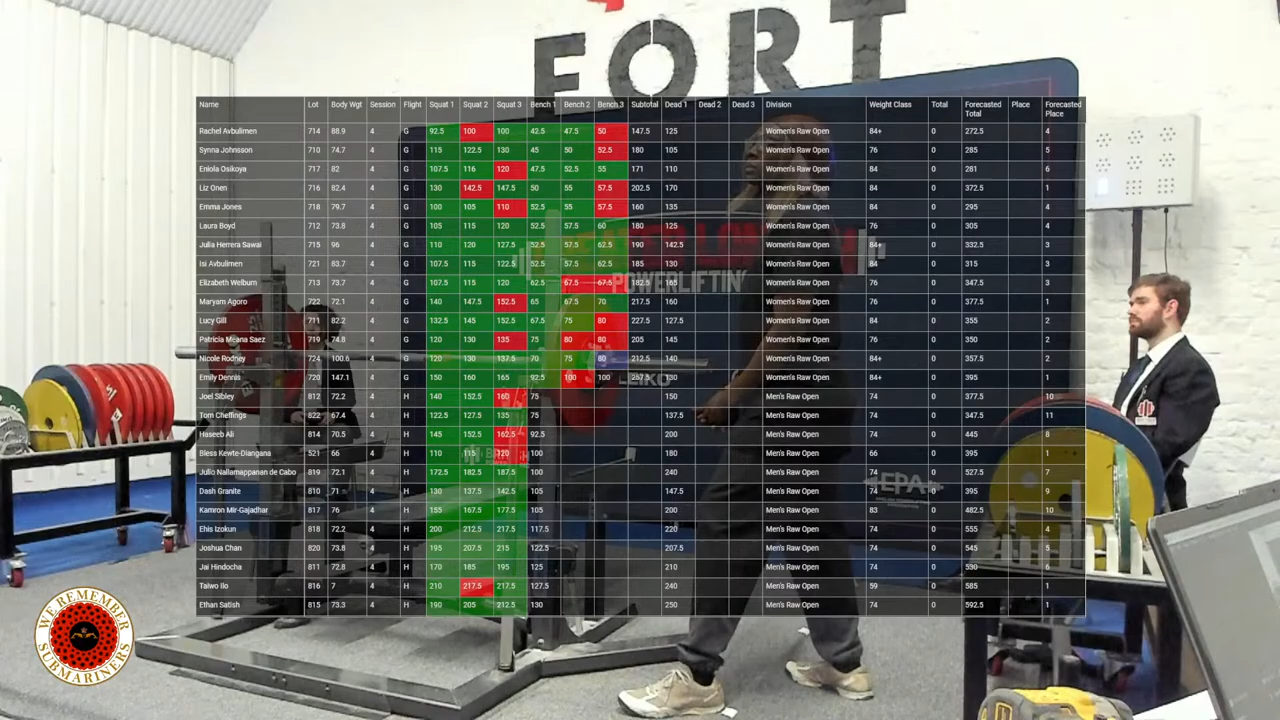 FORT
Name Lot Body Wgt Session Flight Squat 1 Squat 2 Squat 3 Bench 1 Bench 2 Bench 3 Subtotal Dead 1 Dead 2 Dead 3 Division Weight Class Total Forecasted Total Place Forecasted Place
Rachel Avbulimen 714 88.9 4 G 92.5 100 100 42.5 47.5 50 147.5 125 Women's Raw Open 84+ 0 272.5 4
Synna Johnsson 710 74.7 4 G 115 122.5 130 45 50 52.5 180 105 Women's Raw Open 76 0 285 5
Eniola Osikoya 717 82 4 G 107.5 116 120 47.5 52.5 55 171 110 Women's Raw Open 84 0 281 6
Liz Onen 716 82.4 4 G 130 142.5 147.5 50 55 57.5 202.5 170 Women's Raw Open 84 0 372.5 1
Emma Jones 718 79.7 4 G 100 105 110 52.5 55 57.5 160 135 Women's Raw Open 84 0 295 4
Laura Boyd 712 73.8 4 G 105 115 120 52.5 57.5 60 180 125 Women's Raw Open 76 0 305 4
Julia Herrera Sawai 715 96 4 G 110 120 127.5 52.5 57.5 62.5 190 142.5 Women's Raw Open 84+ 0 332.5 3
Isi Avbulimen 721 83.7 4 G 107.5 115 122.5 52.5 57.5 62.5 185 130 Women's Raw Open 84 0 315 3
Elizabeth Welburn 713 73.7 4 G 107.5 115 120 62.5 67.5 67.5 182.5 165 Women's Raw Open 76 0 347.5 3
Maryam Agoro 722 72.1 4 G 140 147.5 152.5 65 67.5 70 217.5 160 Women's Raw Open 76 0 377.5 1
Lucy Gill 711 82.2 4 G 132.5 145 152.5 67.5 75 80 227.5 127.5 Women's Raw Open 84 0 355 2
Patricia Meana Saez 719 74.8 4 G 120 130 135 75 80 80 205 145 Women's Raw Open 76 0 350 2
Nicole Rodney 724 100.6 4 G 120 130 137.5 70 75 80 212.5 140 Women's Raw Open 84+ 0 357.5 2
Emily Dennis 720 147.1 4 G 150 160 165 92.5 100 100 130 Women's Raw Open 84+ 0 395 1
Joel Sibley 812 72.2 4 H 140 152.5 160 75 150 Men's Raw Open 74 0 377.5 10
Tom Cheffings 822 67.4 4 H 122.5 127.5 135 75 137.5 Men's Raw Open 74 0 347.5 11
Haseeb Ali 814 70.5 4 H 145 152.5 162.5 92.5 200 Men's Raw Open 74 0 445 8
Bless Kewte-Diangana 521 66 4 H 110 115 120 100 180 Men's Raw Open 66 0 395 1
Julio Nallamappanan de Cabo 819 72.1 4 H 172.5 182.5 187.5 100 240 Men's Raw Open 74 0 527.5 7
Dash Granite 810 71 4 H 130 137.5 142.5 105 147.5 Men's Raw Open 74 0 395 9
Kamron Mir-Gajadhar 817 76 4 H 155 167.5 177.5 105 200 Men's Raw Open 83 0 482.5 10
Ehis Izokun 818 72.2 4 H 200 212.5 217.5 117.5 220 Men's Raw Open 74 0 555 4
Joshua Chan 820 73.8 4 H 195 207.5 215 122.5 207.5 Men's Raw Open 74 0 545 5
Jai Hindocha 811 72.8 4 H 170 185 195 125 210 Men's Raw Open 74 0 530 6
Taiwo Ilo 816 7 4 H 210 217.5 217.5 127.5 240 Men's Raw Open 59 0 585 1
Ethan Satish 815 73.3 4 H 190 205 212.5 130 250 Men's Raw Open 74 0 592.5 1
POWERLIFTIN
EPA
WE REMEMBER SUBMARINERS